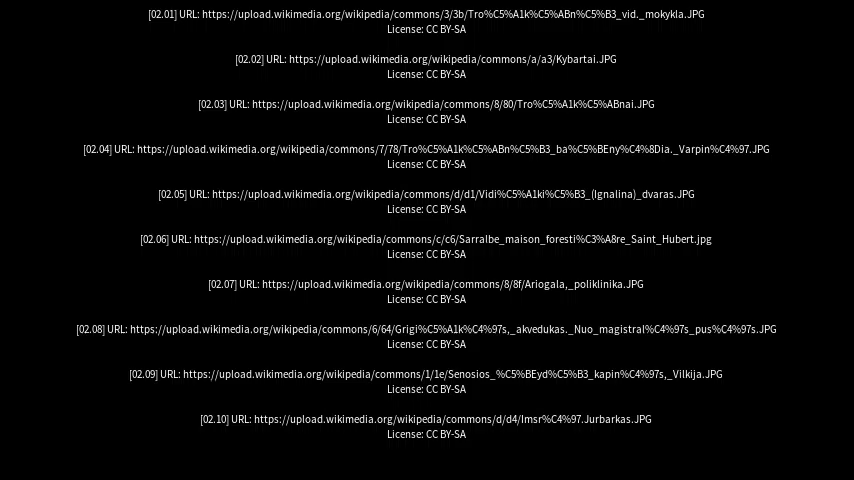 [02.01] URL: https://upload.wikimedia.org/wikipedia/commons/3/3b/Tro%C5%A1k%C5%ABn%C5%B3_vid._mokykla.JPG
License: CC BY-SA
[02.02] URL: https://upload.wikimedia.org/wikipedia/commons/a/a3/Kybartai.JPG
License: CC BY-SA
[02.03] URL: https://upload.wikimedia.org/wikipedia/commons/8/80/Tro%C5%A1k%C5%ABnai.JPG
License: CC BY-SA
[02.04] URL: https://upload.wikimedia.org/wikipedia/commons/7/78/Tro%C5%A1k%C5%ABn%C5%B3_ba%C5%BEny%C4%8Dia._Varpin%C4%97.JPG
License: CC BY-SA
[02.05] URL: https://upload.wikimedia.org/wikipedia/commons/d/d1/Vidi%C5%A1ki%C5%B3_(Ignalina)_dvaras.JPG
License: CC BY-SA
[02.06] URL: https://upload.wikimedia.org/wikipedia/commons/c/c6/Sarralbe_maison_foresti%C3%A8re_Saint_Hubert.jpg
License: CC BY-SA
[02.07] URL: https://upload.wikimedia.org/wikipedia/commons/8/8f/Ariogala,_poliklinika.JPG
License: CC BY-SA
[02.08] URL: https://upload.wikimedia.org/wikipedia/commons/6/64/Grigi%C5%A1k%C4%97s,_akvedukas._Nuo_magistral%C4%97s_pus%C4%97s.JPG
License: CC BY-SA
[02.09] URL: https://upload.wikimedia.org/wikipedia/commons/1/1e/Senosios_%C5%BEyd%C5%B3_kapin%C4%97s,_Vilkija.JPG
License: CC BY-SA
[02.10] URL: https://upload.wikimedia.org/wikipedia/commons/d/d4/Imsr%C4%97.Jurbarkas.JPG
License: CC BY-SA